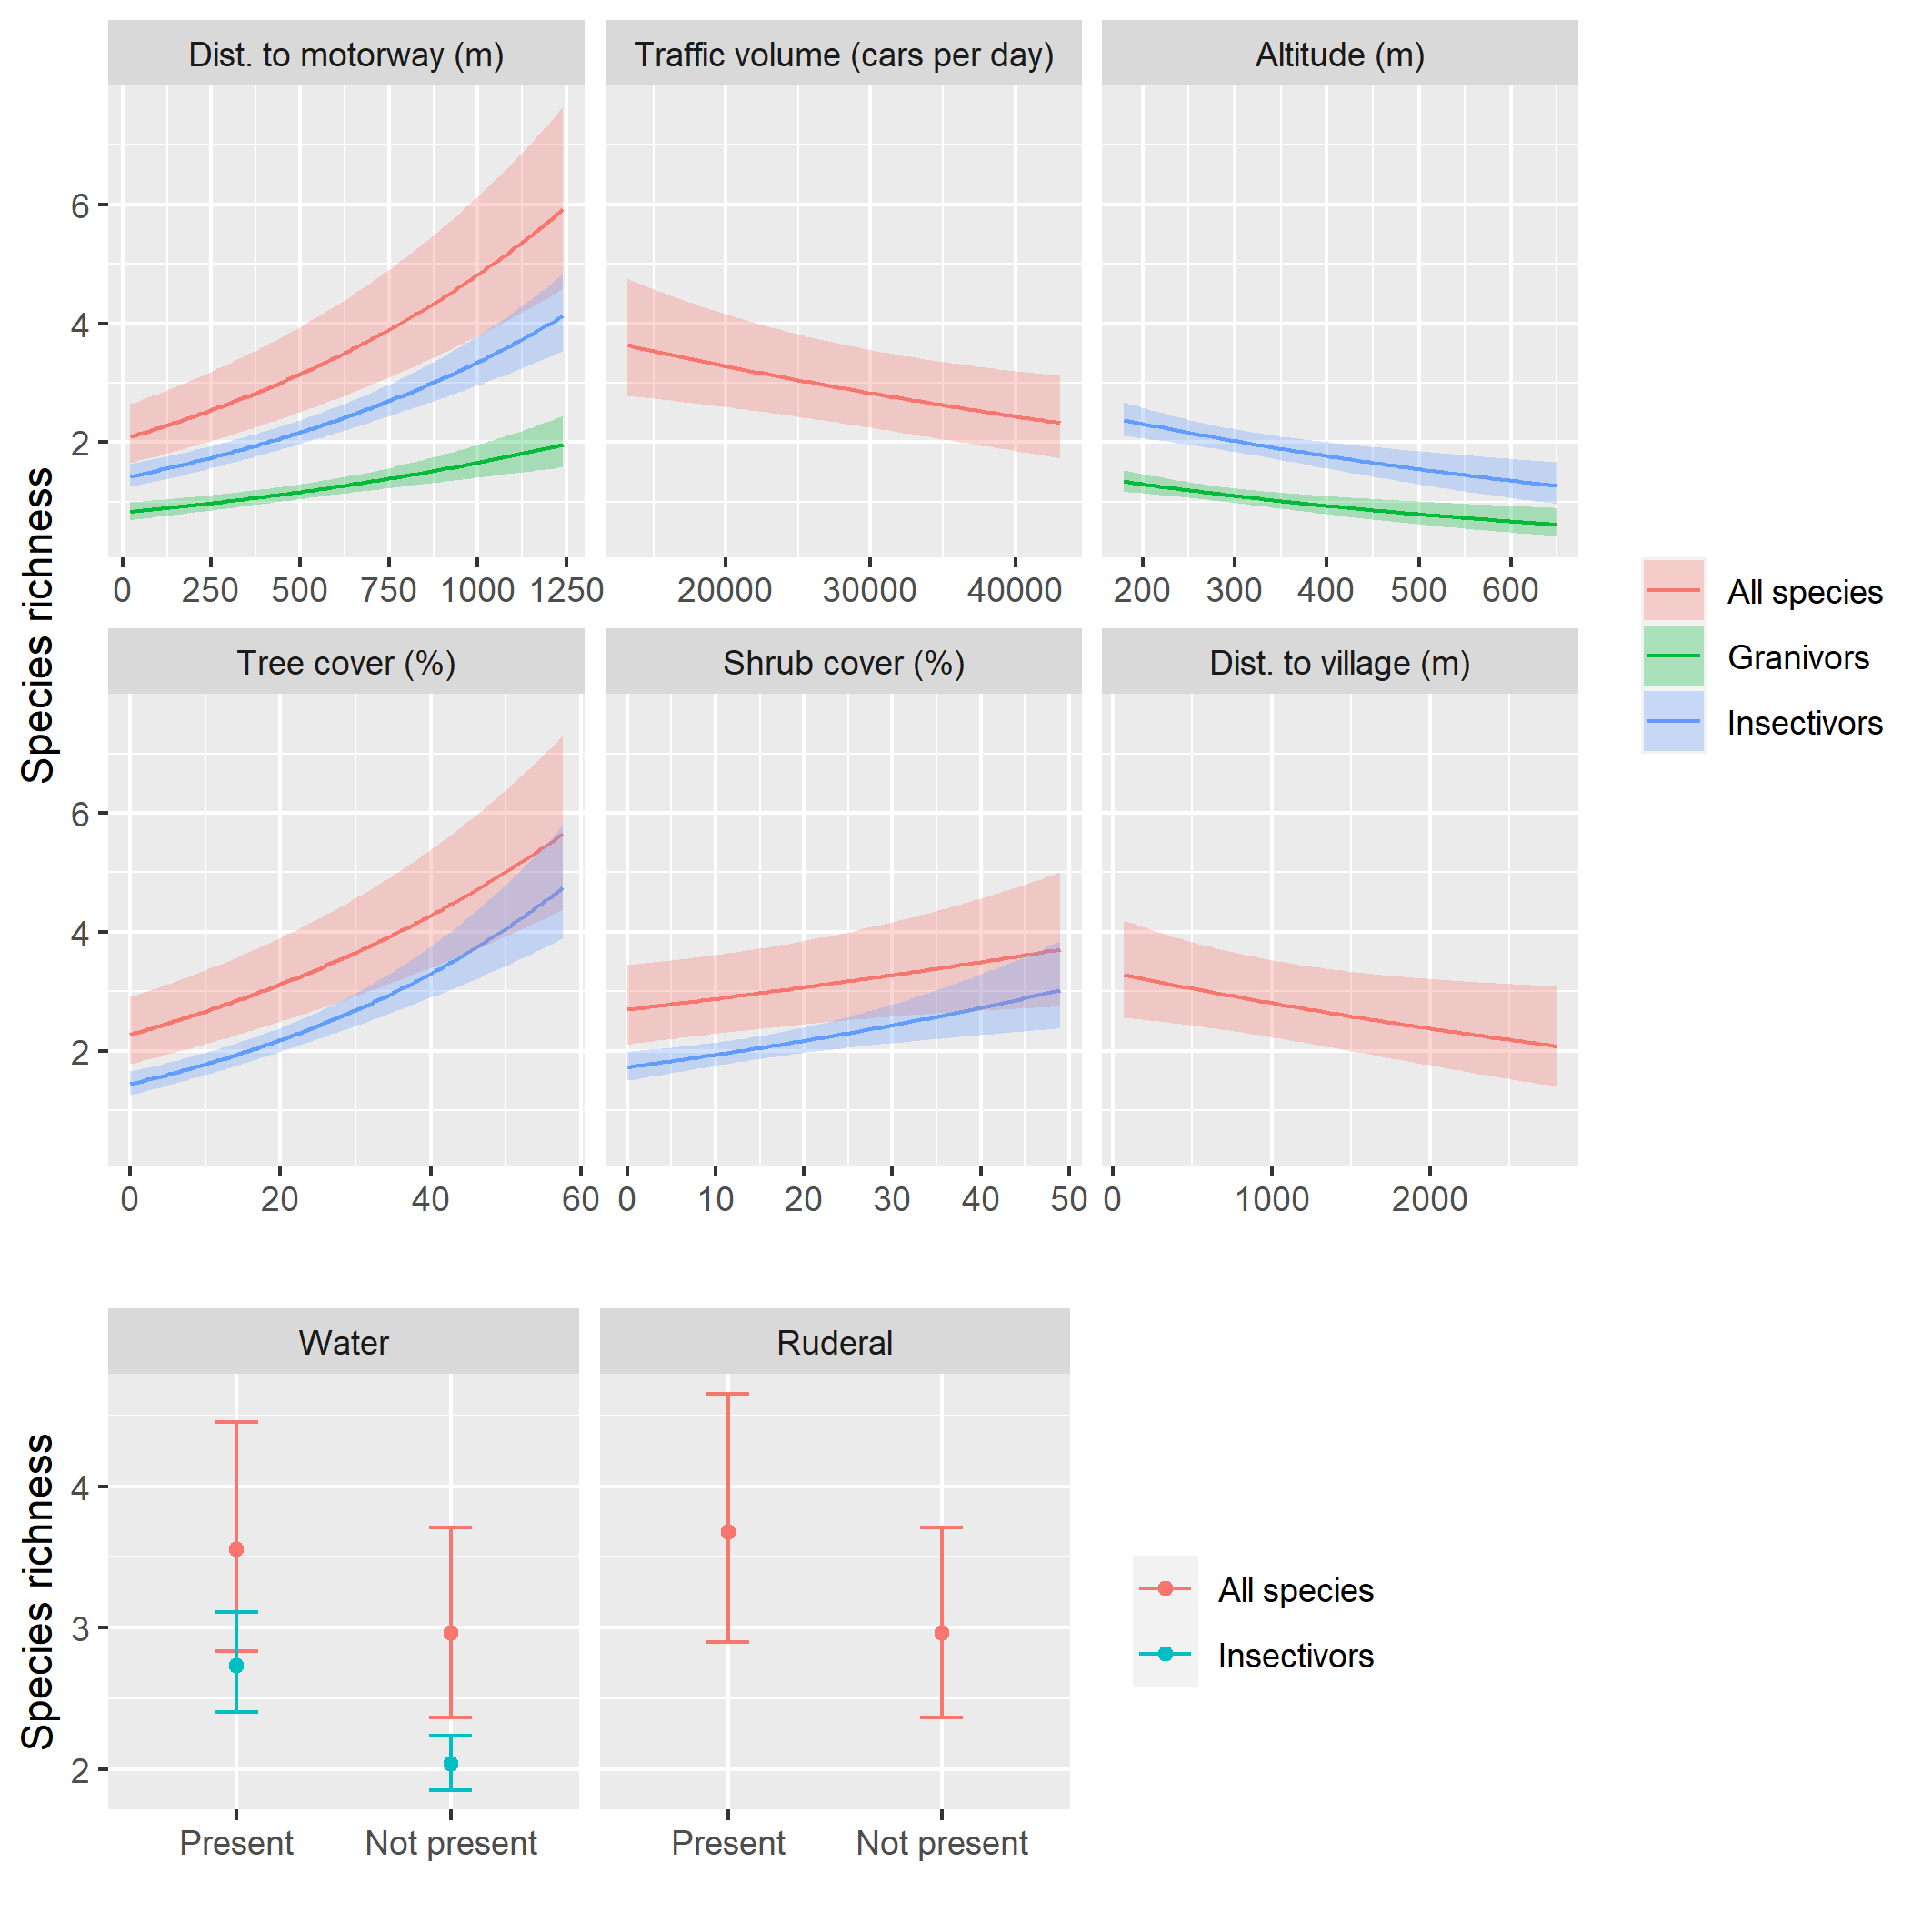 Dist. to motorway (m)
Traffic volume (cars per day)
Altitude (m)
6
4
2
0 250 500 750 1000 1250
20000 30000 40000
200 300 400 500 600
Species richness
All species
Granivors
Insectivors
Tree cover (%)
Shrub cover (%)
Dist. to village (m)
6
4
2
0 20 40 60
0 10 20 30 40 50
0 1000 2000
Water
Ruderal
4
3
2
Species richness
Present Not present
Present Not present
All species
Insectivors